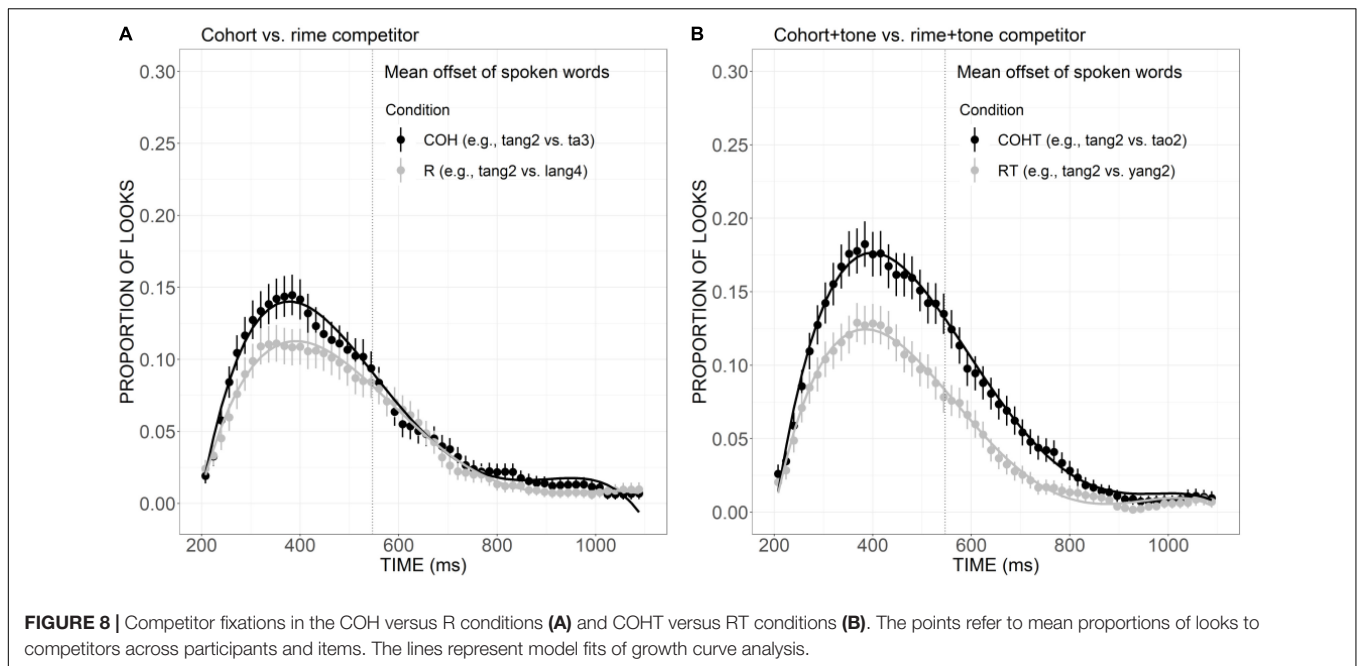 A Cohort vs. rime competitor
Mean offset of spoken words
Condition
COH (e.g., tang2 vs. ta3)
R (e.g., tang2 vs. lang4)
PROPORTION OF LOOKS
0.30
0.25
0.20
0.15
0.10
0.05
0.00
200 400 600 800 1000
TIME (ms)
B Cohort+tone vs. rime+tone competitor
Mean offset of spoken words
Condition
COHT (e.g., tang2 vs. tao2)
RT (e.g., tang2 vs. yang2)
PROPORTION OF LOOKS
0.30
0.25
0.20
0.15
0.10
0.05
0.00
200 400 600 800 1000
TIME (ms)
FIGURE 8 | Competitor fixations in the COH versus R conditions (A) and COHT versus RT conditions (B). The points refer to mean proportions of looks to
competitors across participants and items. The lines represent model fits of growth curve analysis.